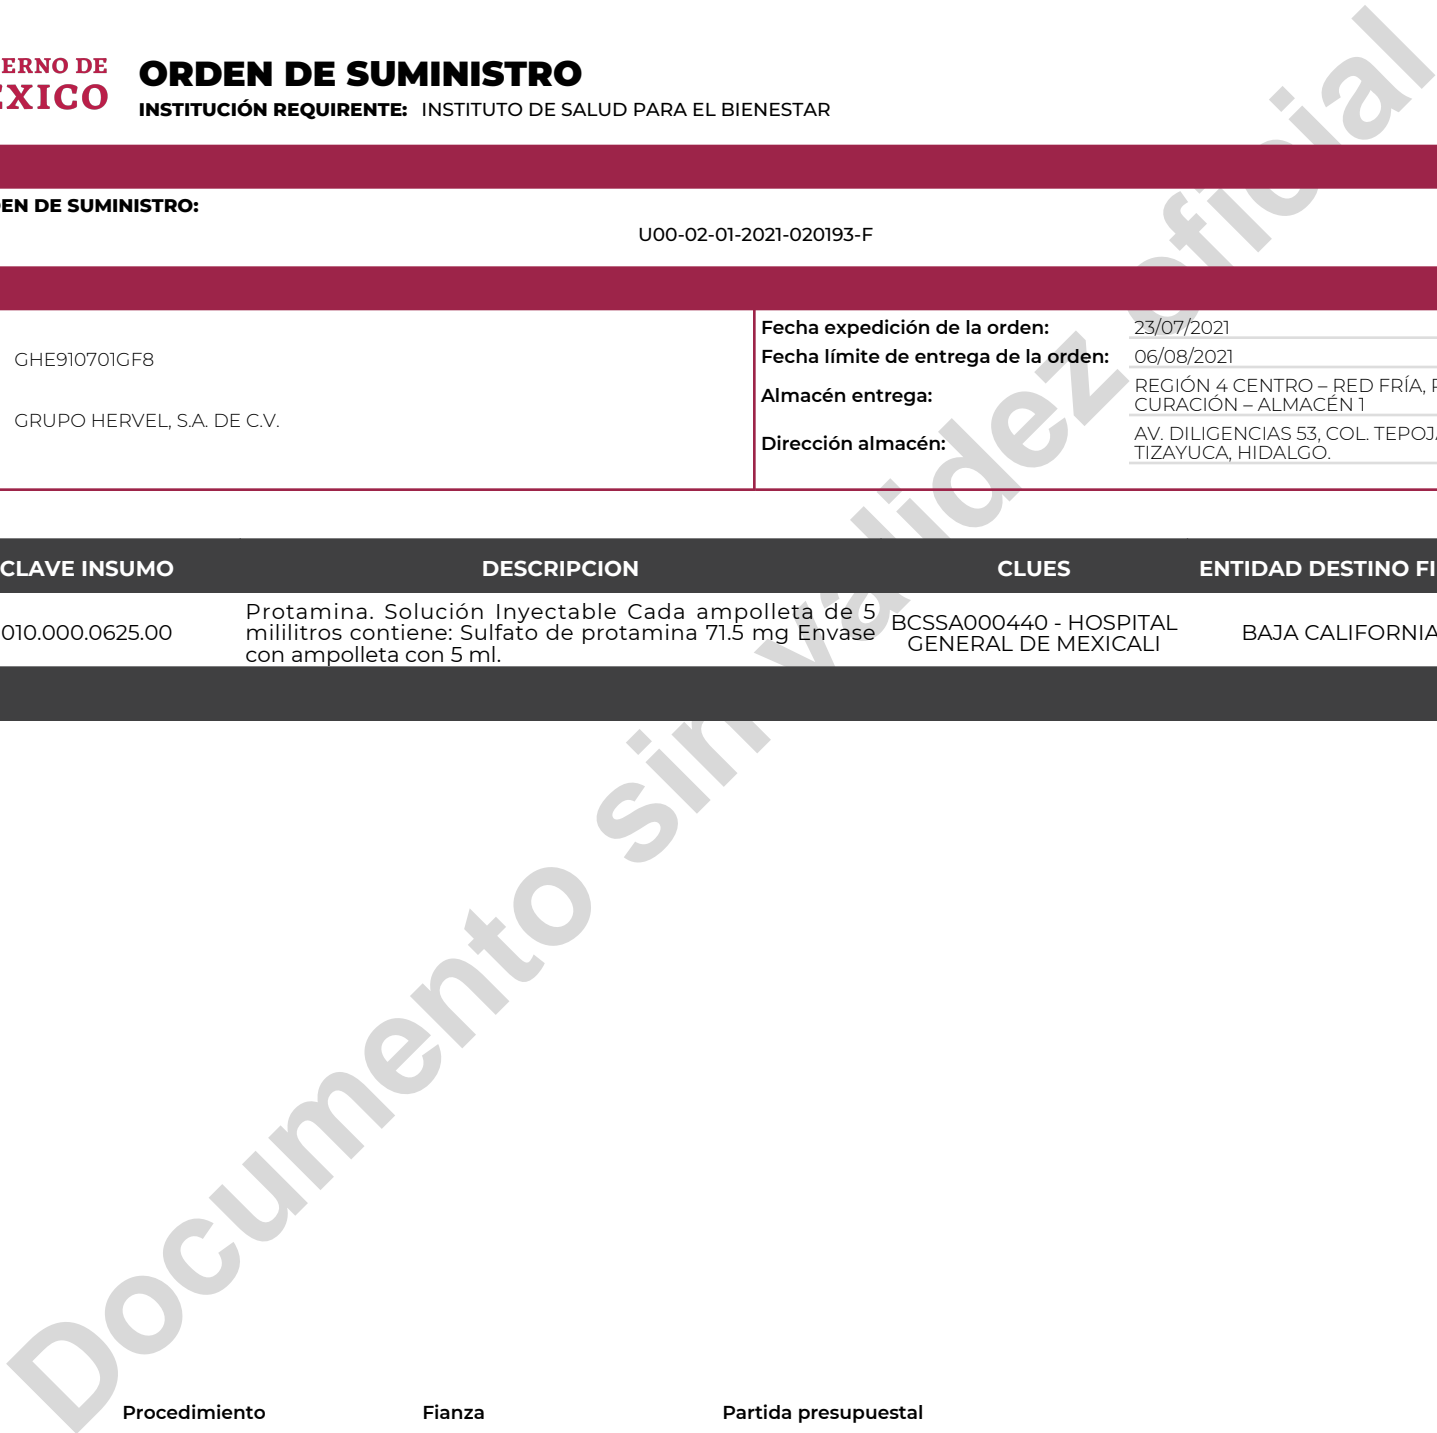 ERNO DE
ORDEN DE SUMINISTRO
EXICO
INSTITUCIÓN REQUIRENTE: INSTITUTO DE SALUD PARA EL BIENESTAR
EN DE SUMINISTRO:
U00-02-01-2021-020193-F
GHE910701GF8
GRUPO HERVEL, S.A. DE C.V.
Fecha expedición de la orden: 23/07/2021
Fecha límite de entrega de la orden: 06/08/2021
Almacén entrega: REGIÓN 4 CENTRO – RED FRÍA,
CURACIÓN – ALMACÉN 1
Dirección almacén: AV. DILIGENCIAS 53, COL. TEPOJ
TIZAYUCA, HIDALGO.
CLAVE INSUMO DESCRIPCION CLUES ENTIDAD DESTINO FI
010.000.0625.00
Protamina. Solución Inyectable Cada ampolleta de 5
mililitros contiene: Sulfato de protamina 71.5 mg Envase
con ampolleta con 5 ml.
BCSSA000440 - HOSPITAL
GENERAL DE MEXICALI
BAJA CALIFORNIA
Documento sin validez oficial
Procedimiento Fianza Partida presupuestal